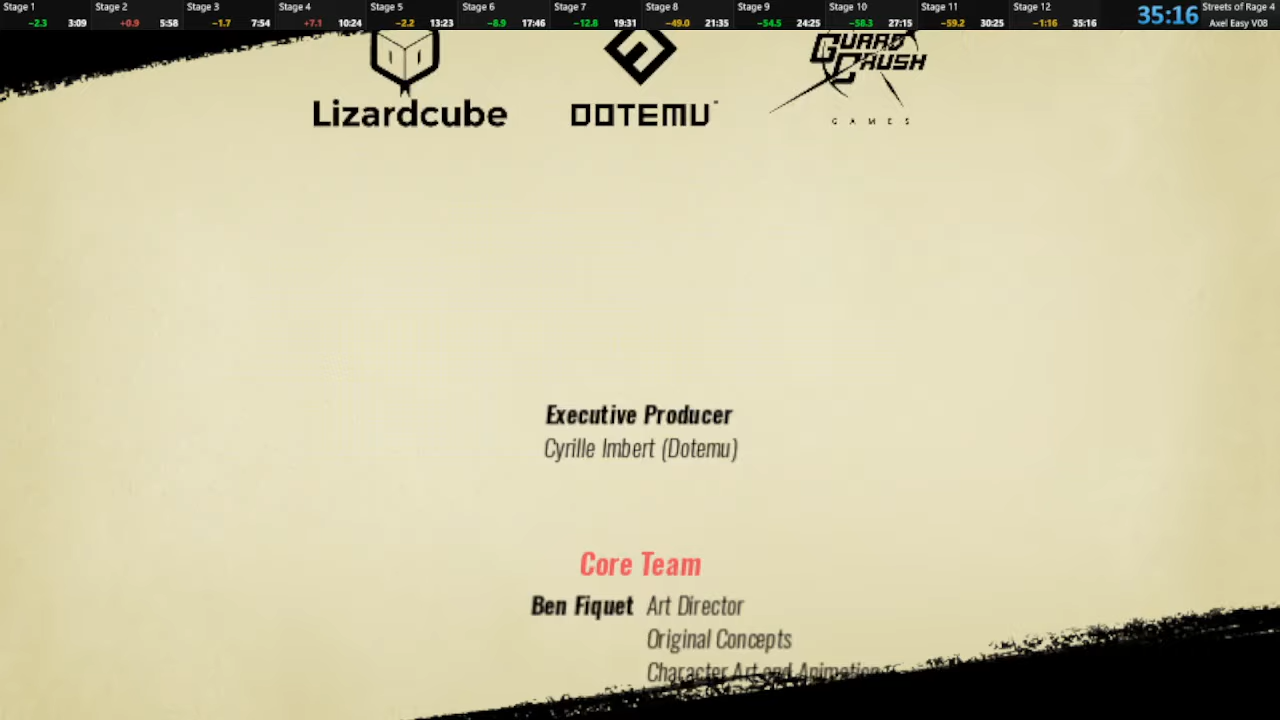 Stage 1 Stage 2 Stage 3 Stage 4 Stage 5 Stage 6 Stage 7 Stage 8 Stage 9 Stage 10 Stage 11 Stage 12 35:16 Streets of Rage 4
−2.3 3:09 +0.9 5:58 −1.7 7:54 +7.1 10:24 −2.2 13:23 −8.9 17:46 −12.8 19:31 −49.0 21:35 −54.5 24:25 −58.3 27:15 −59.2 30:25 −1:16 35:16 Axel Easy V08
Lizardcube DOTEMU GUARD CRUSH
GAMES
Executive Producer
Cyrille Imbert (Dotemu)
Core Team
Ben Fiquet Art Director
Original Concepts
Character Art and Animation